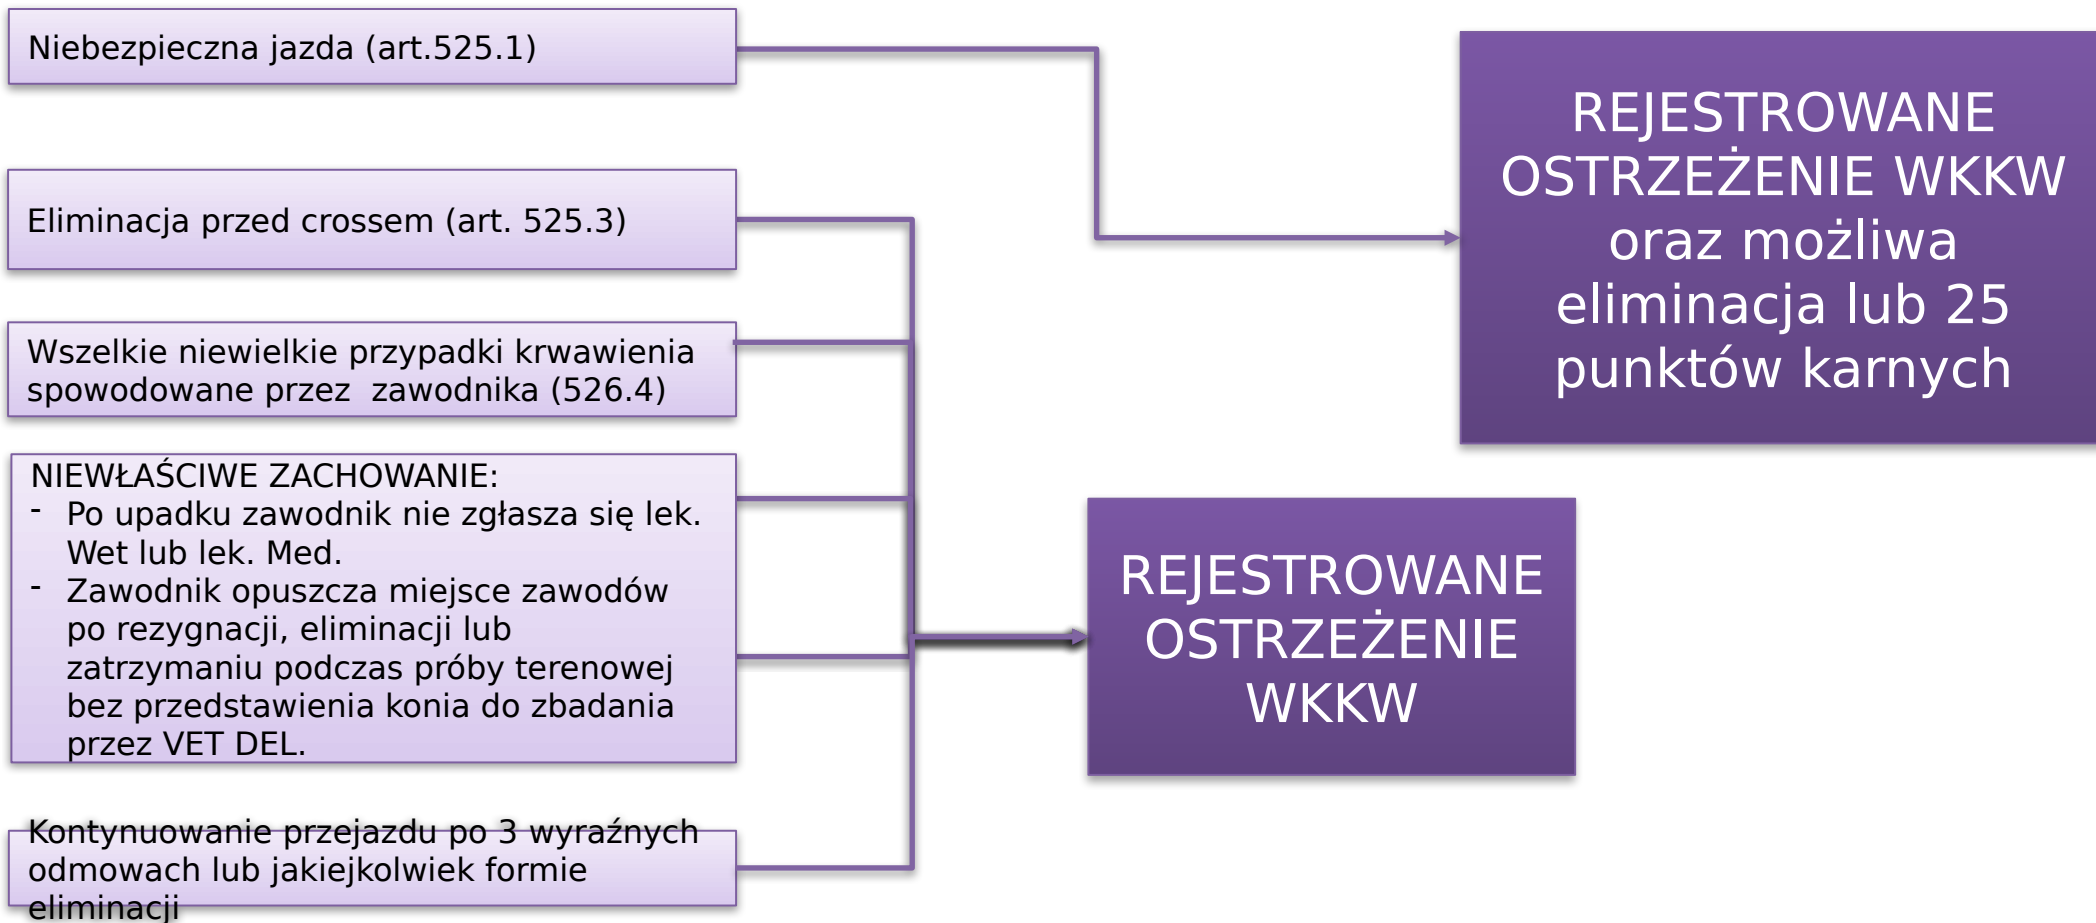 Niebezpieczna jazda (art.525.1)
REJESTROWANE
OSTRZEŻENIE WKKW
oraz możliwa
eliminacja lub 25
punktów karnych
Eliminacja przed crossem (art. 525.3)
Wszelkie niewielkie przypadki krwawienia
spowodowane przez  zawodnika (526.4)
NIEWŁAŚCIWE ZACHOWANIE:
- Po upadku zawodnik nie zgłasza się lek.
Wet lub lek. Med.
- Zawodnik opuszcza miejsce zawodów
po rezygnacji, eliminacji lub
zatrzymaniu podczas próby terenowej
bez przedstawienia konia do zbadania
przez VET DEL.
REJESTROWANE
OSTRZEŻENIE
WKKW
Kontynuowanie przejazdu po 3 wyraźnych
odmowach lub jakiejkolwiek formie
eliminacji